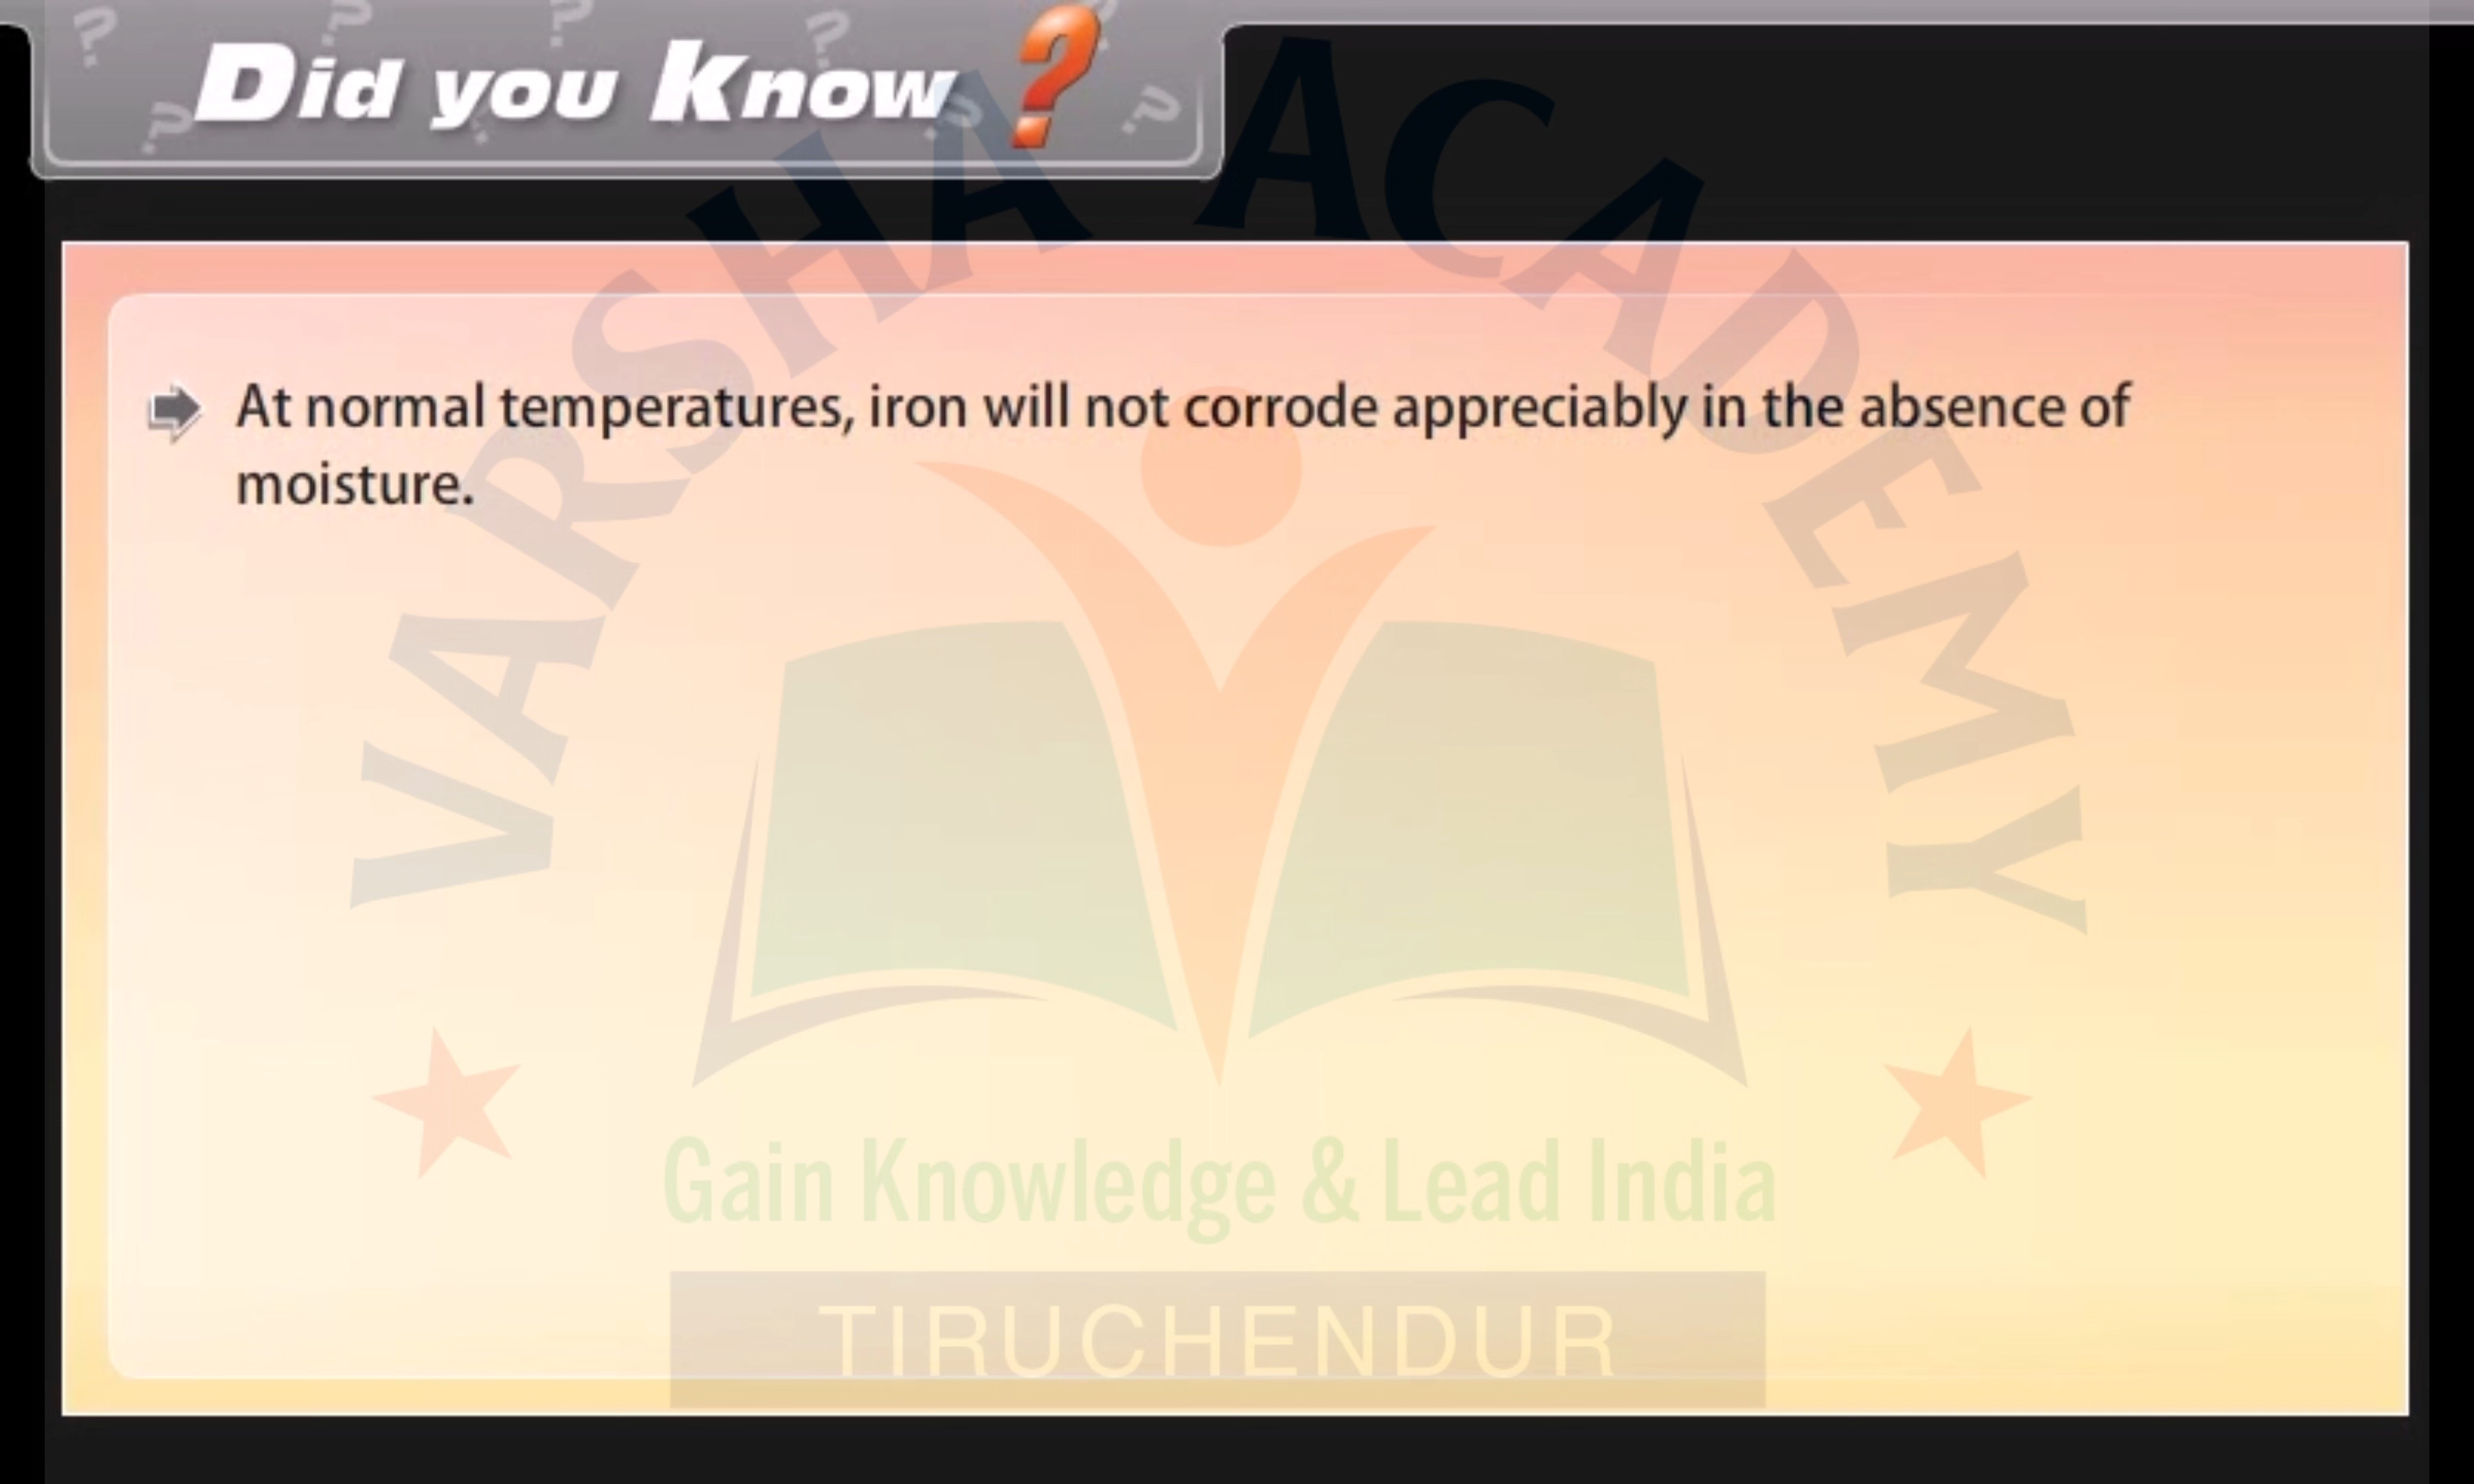 Did you Know ?
VARSHA ACADEMY
At normal temperatures, iron will not corrode appreciably in the absence of
moisture.
Gain Knowledge & Lead India
TIRUCHENDUR